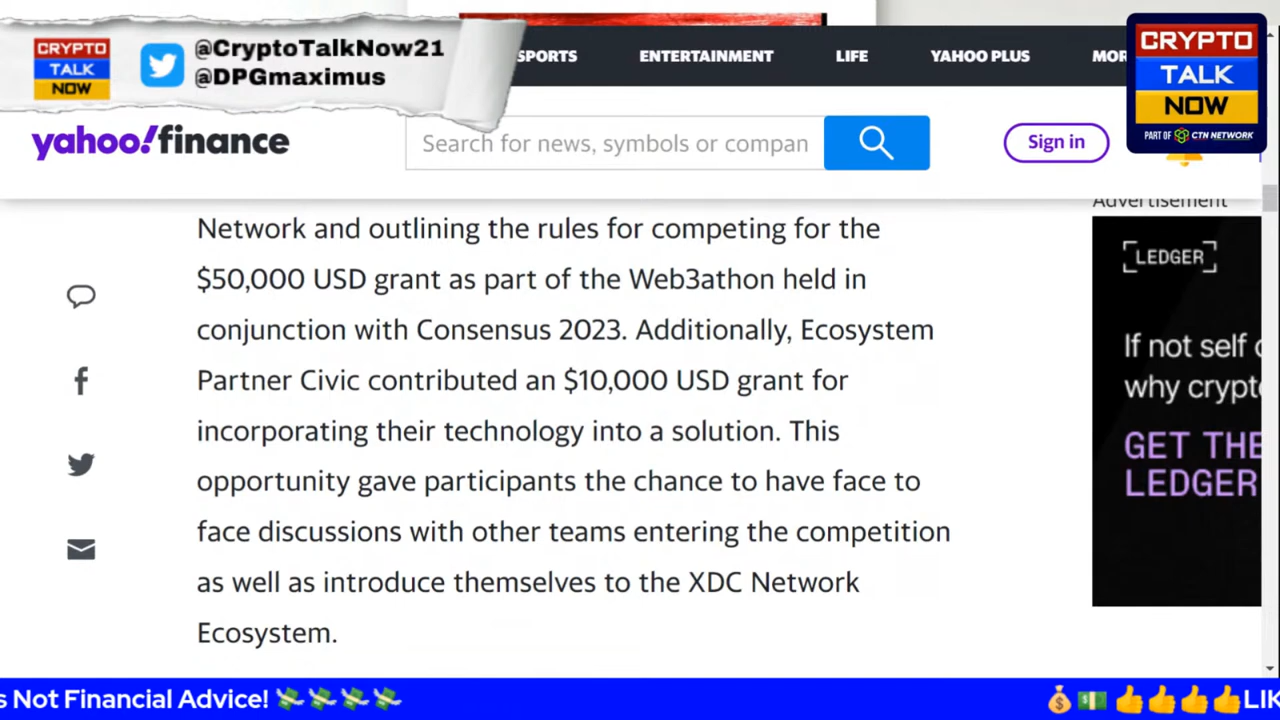 CRYPTO
TALK
NOW
@CryptoTalkNow21
@DPGmaximus
SPORTS
ENTERTAINMENT
LIFE
YAHOO PLUS
MOR
CRYPTO
TALK
NOW
PART OF CTN NETWORK
yahoo!finance
Search for news, symbols or compan
Sign in
Advertisement
Network and outlining the rules for competing for the
$50,000 USD grant as part of the Web3athon held in
conjunction with Consensus 2023. Additionally, Ecosystem
Partner Civic contributed an $10,000 USD grant for
incorporating their technology into a solution. This
opportunity gave participants the chance to have face to
face discussions with other teams entering the competition
as well as introduce themselves to the XDC Network
Ecosystem.
LEDGER
If not self c
why crypt
GET THE
LEDGER
s Not Financial Advice! 💸💸💸💸
💰💵👍👍👍👍LIK